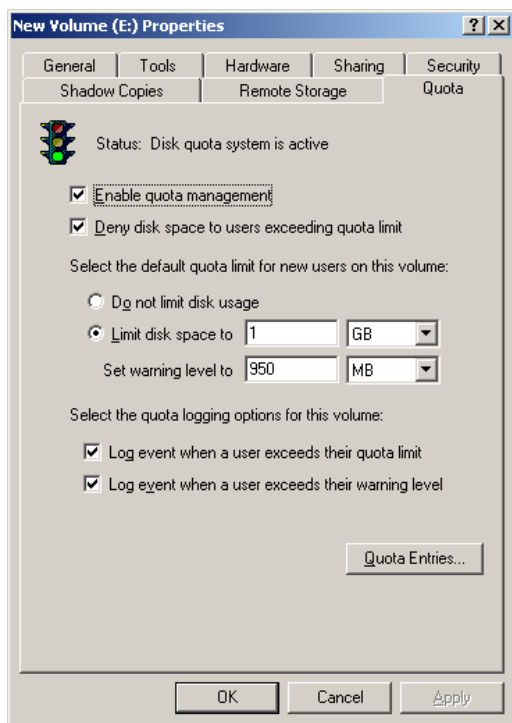 New Volume (E:) Properties
General Tools Hardware Sharing Security
Shadow Copies Remote Storage Quota
Status: Disk quota system is active
Enable quota management
Deny disk space to users exceeding quota limit
Select the default quota limit for new users on this volume:
Do not limit disk usage
Limit disk space to 1 GB
Set warning level to 950 MB
Select the quota logging options for this volume:
Log event when a user exceeds their quota limit
Log event when a user exceeds their warning level
Quota Entries...
OK Cancel Apply